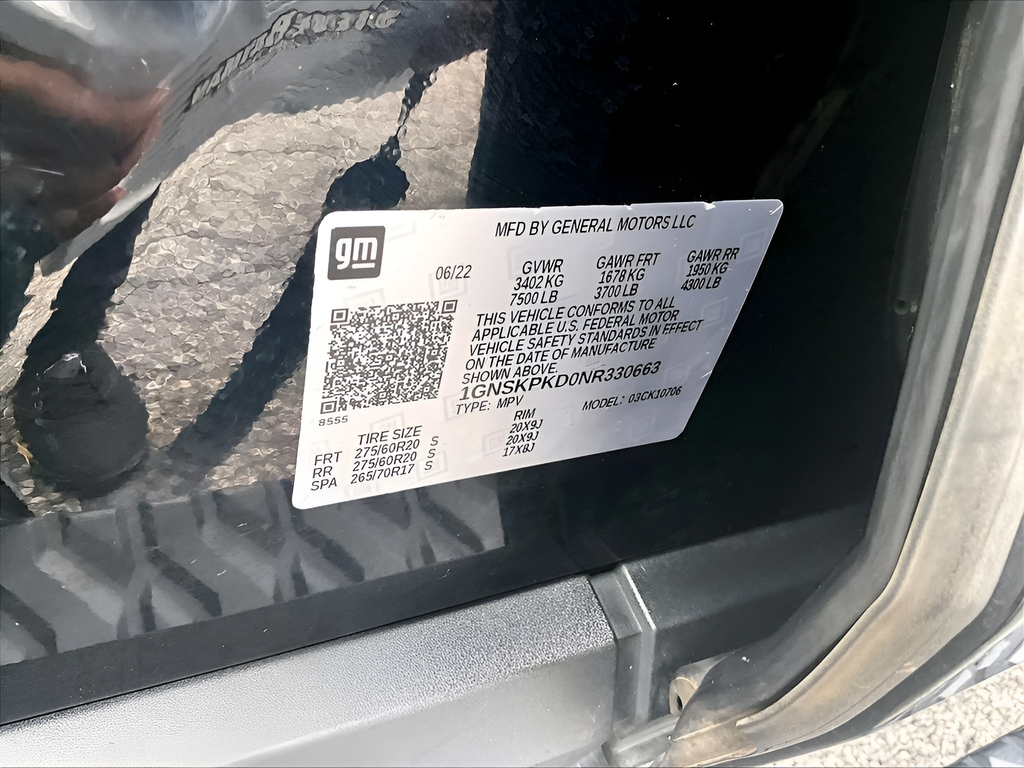 gm
MFD BY GENERAL MOTORS LLC
06/22
GVWR
3402 KG
7500 LB
GAWR FRT
1678 KG
3700 LB
GAWR RR
1950 KG
4300 LB
THIS VEHICLE CONFORMS TO ALL
APPLICABLE U.S. FEDERAL MOTOR
VEHICLE SAFETY STANDARDS IN EFFECT
ON THE DATE OF MANUFACTURE
SHOWN ABOVE.
1GNSKPKD0NR330663
TYPE: MPV MODEL: 03CK10706
8555
TIRE SIZE RIM
FRT 275/60R20 S 20X9J
RR 275/60R20 S 20X9J
SPA 265/70R17 S 17X8J